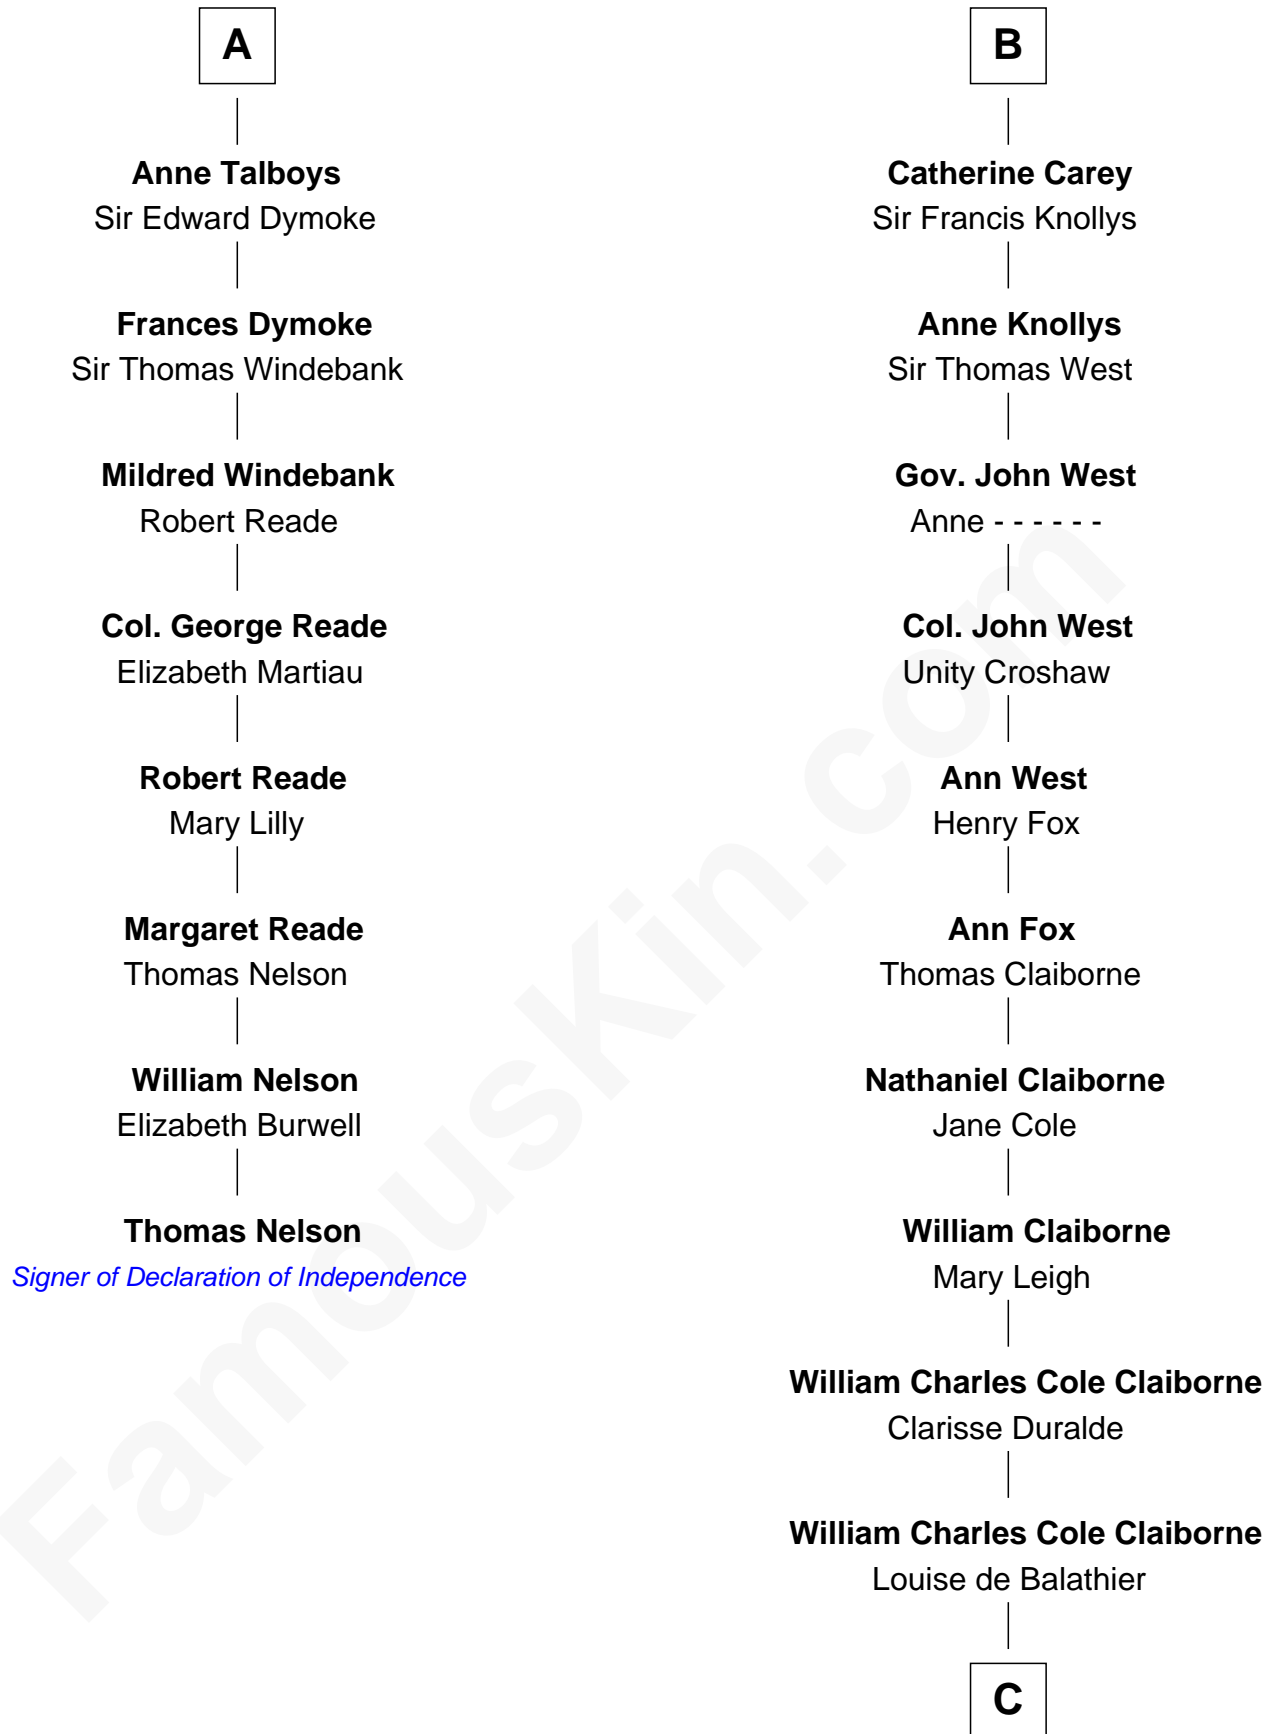 A
Anne Talboys
Sir Edward Dymoke
Frances Dymoke
Sir Thomas Windebank
Mildred Windebank
Robert Reade
Col. George Reade
Elizabeth Martiau
Robert Reade
Mary Lilly
Margaret Reade
Thomas Nelson
William Nelson
Elizabeth Burwell
Thomas Nelson
Signer of Declaration of Independence
B
Catherine Carey
Sir Francis Knollys
Anne Knollys
Sir Thomas West
Gov. John West
Anne - - - - - -
Col. John West
Unity Croshaw
Ann West
Henry Fox
Ann Fox
Thomas Claiborne
Nathaniel Claiborne
Jane Cole
William Claiborne
Mary Leigh
William Charles Cole Claiborne
Clarisse Duralde
William Charles Cole Claiborne
Louise de Balathier
C
FamousKin.com